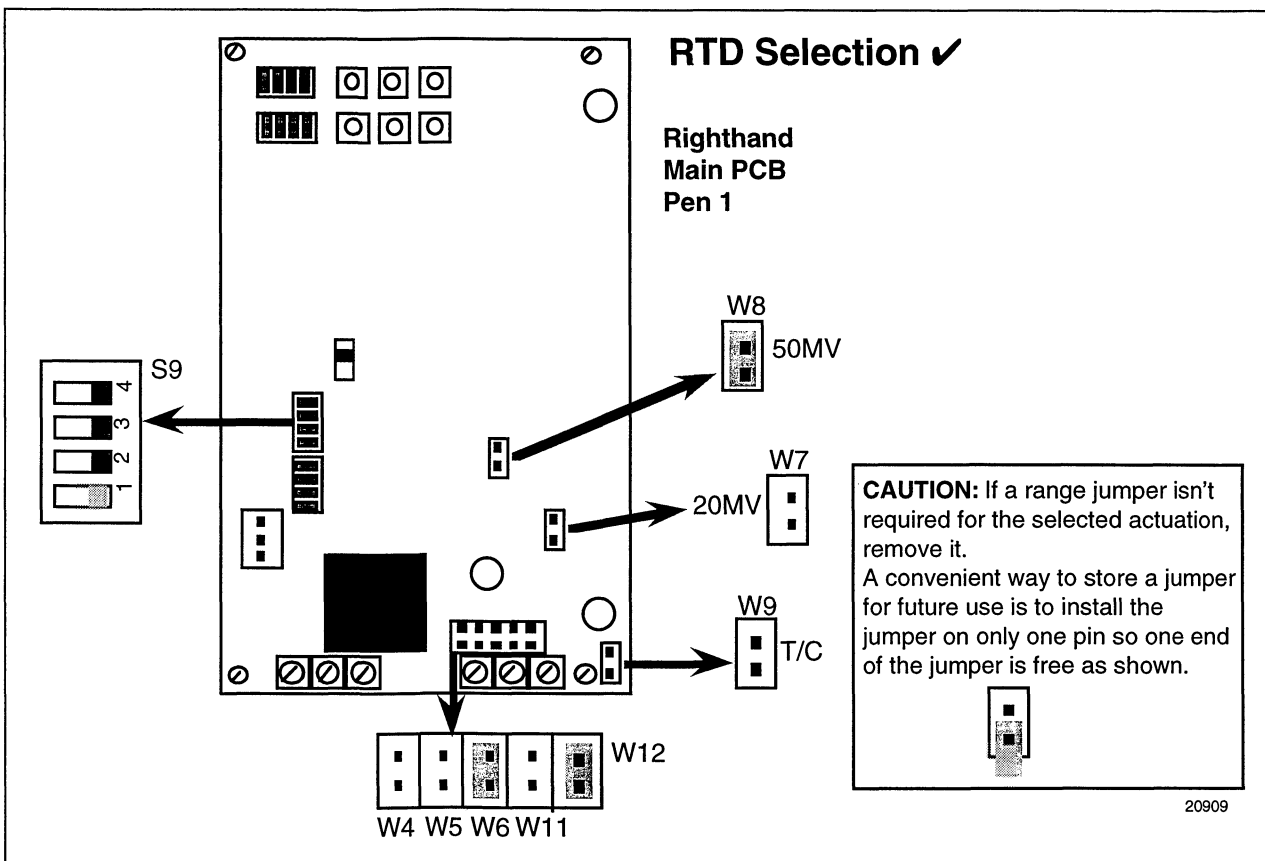 RTD Selection ✓
Righthand
Main PCB
Pen 1
S9
4
3
2
1
W8
50MV
W7
20MV
W9
T/C
W12
W4 W5 W6 W11
CAUTION: If a range jumper isn't
required for the selected actuation,
remove it.
A convenient way to store a jumper
for future use is to install the
jumper on only one pin so one end
of the jumper is free as shown.
20909